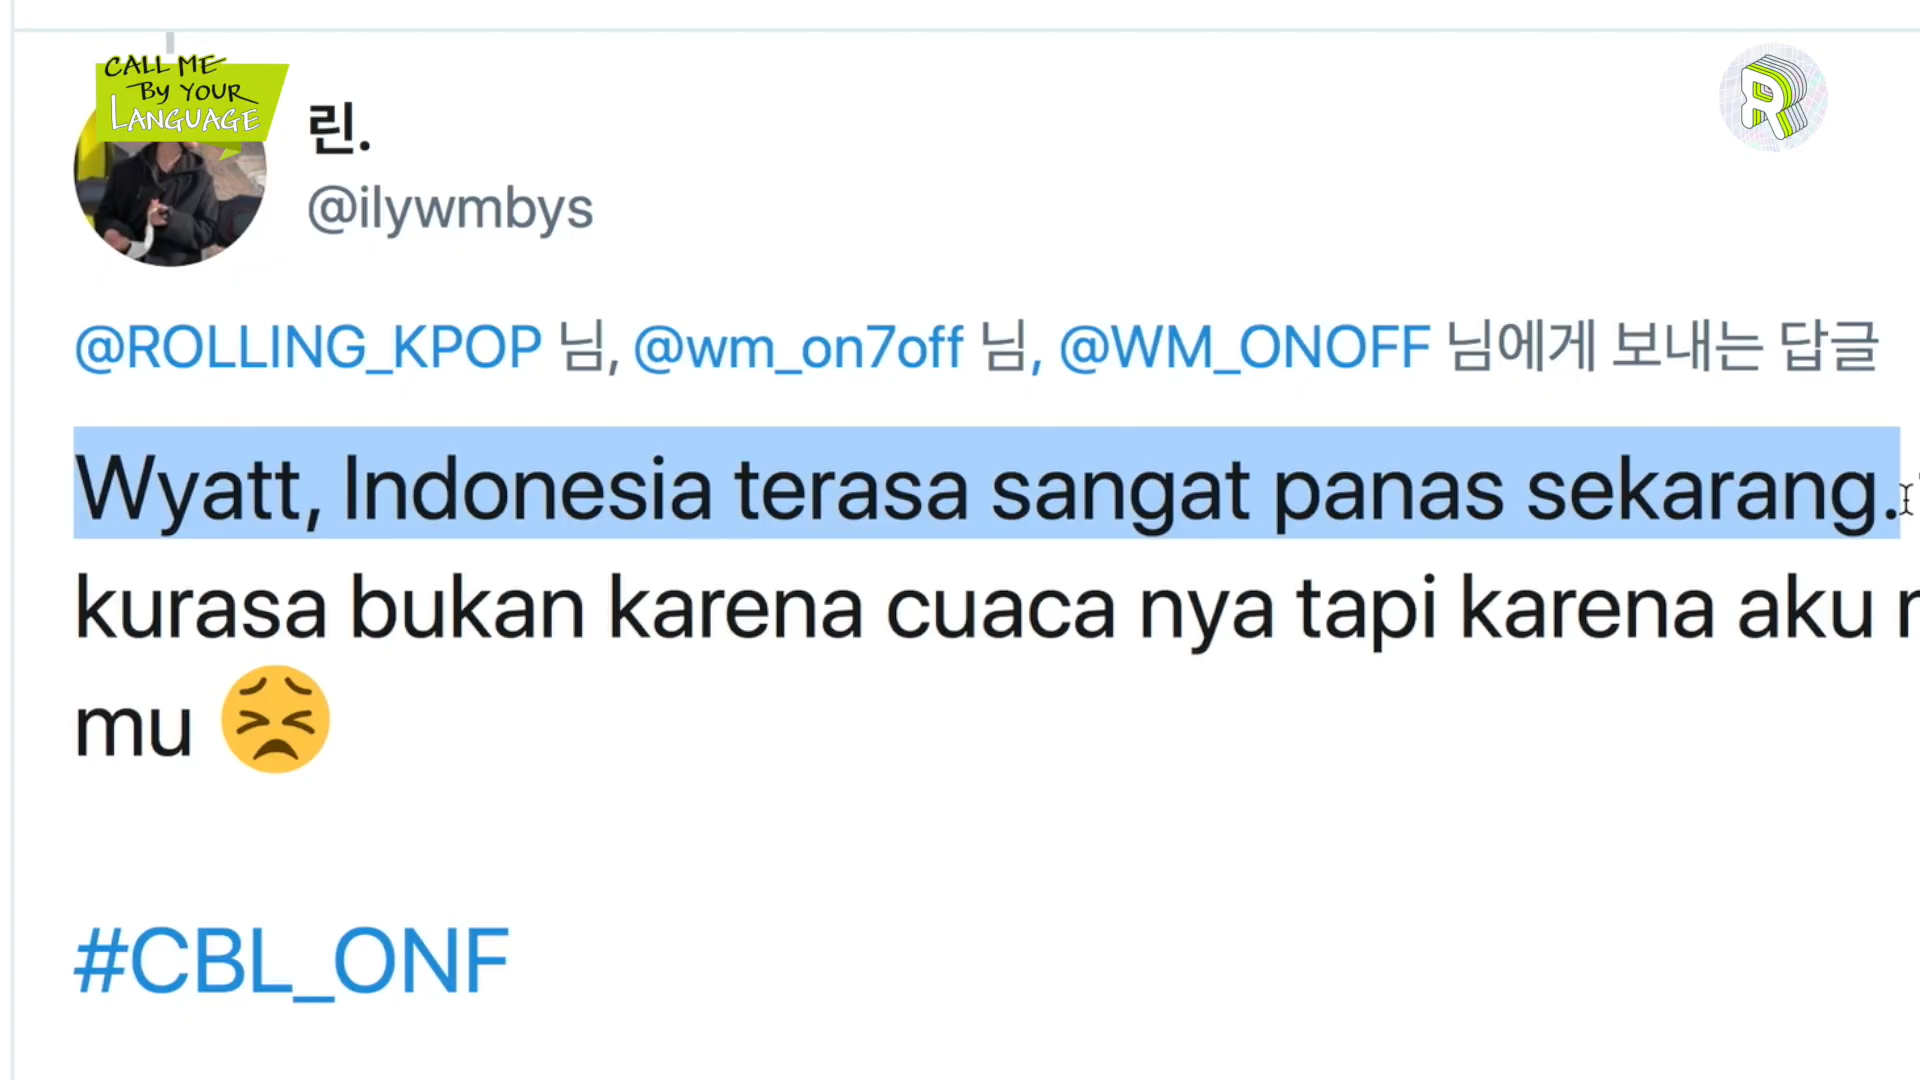 CALL ME
By YOUR
LANGUAGE
R
린.
@ilywmbys
@ROLLING_KPOP 님, @wm_on7off 님, @WM_ONOFF 님에게 보내는 답글
Wyatt, Indonesia terasa sangat panas sekarang.
kurasa bukan karena cuaca nya tapi karena aku
mu 😣
#CBL_ONF